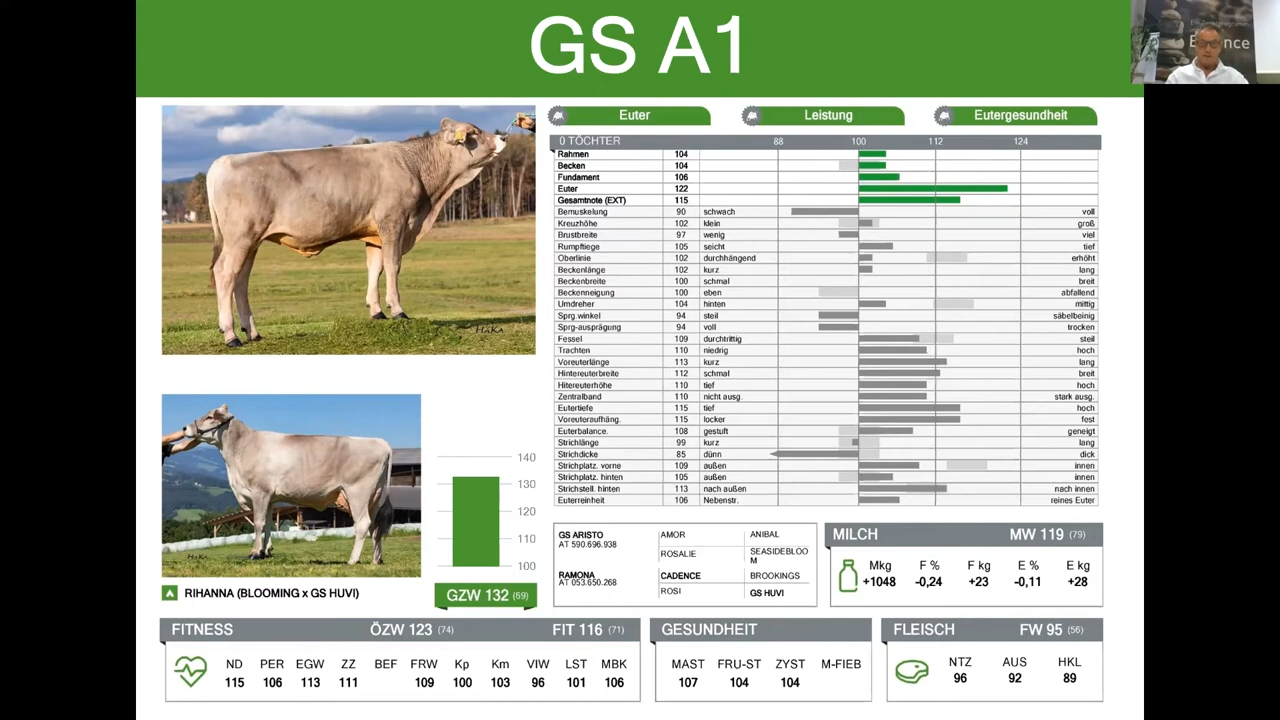 GS A1
Euter
Leistung
Eutergesundheit
0 TÖCHTER 88 100 112 124
Rahmen 104
Becken 104
Fundament 106
Euter 122
Gesamtnote (EXT) 115
Bemuskelung 90 schwach voll
Kreuzhöhe 102 klein groß
Brustbreite 97 wenig viel
Rumpftiege 105 seicht tief
Oberlinie 102 durchhängend erhöht
Beckenlänge 102 kurz lang
Beckenbreite 100 schmal breit
Beckenneigung 100 eben abfallend
Umdreher 104 hinten mittig
Sprg.winkel 94 steil säbelbeinig
Sprg-ausprägung 94 voll trocken
Fessel 109 durchtrittig steil
Trachten 110 niedrig hoch
Voreuterlänge 113 kurz lang
Hintereuterbreite 112 schmal breit
Hitereuterhöhe 110 tief hoch
Zentralband 110 nicht ausg. stark ausg.
Eutertiefe 115 tief hoch
Voreuteraufhäng. 115 locker fest
Euterbalance. 108 gestuft geneigt
Strichlänge 99 kurz lang
Strichdicke 85 dünn dick
Strichplatz. vorne 109 außen innen
Strichplatz. hinten 105 außen innen
Strichstell. hinten 113 nach außen nach innen
Euterreinheit 106 Nebenstr. reines Euter
HaKa
HaKa
140
130
120
110
100
RIHANNA (BLOOMING x GS HUVI)
GZW 132 (69)
GS ARISTO
AT 590.696.938
RAMONA
AT 053.650.268
AMOR
ROSALIE
CADENCE
ROSI
ANIBAL
SEASIDEBLOO
M
BROOKINGS
GS HUVI
MILCH MW 119 (79)
Mkg F % F kg E % E kg
+1048 -0,24 +23 -0,11 +28
FITNESS ÖZW 123 (74) FIT 116 (71)
ND PER EGW ZZ BEF FRW Kp Km VIW LST MBK
115 106 113 111 109 100 103 96 101 106
GESUNDHEIT
MAST FRU-ST ZYST M-FIEB
107 104 104
FLEISCH FW 95 (56)
NTZ AUS HKL
96 92 89